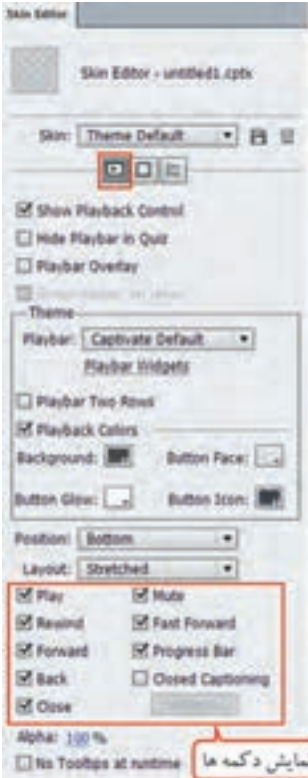 Skin Editor
Skin Editor - untitled1.cptx
Skin: Theme Default
Show Playback Control
Hide Playbar in Quiz
Playbar Overlay
Theme
Playbar: Captivate Default
Playbar Widgets
Playbar Two Rows
Playback Colors
Background: Button Face:
Button Glow: Button Icon:
Position: Bottom
Layout: Stretched
Play Mute
Rewind Fast Forward
Forward Progress Bar
Back Closed Captioning
Close
Alpha: 100 %
No Tooltips at runtime
نمایش دکمه ها